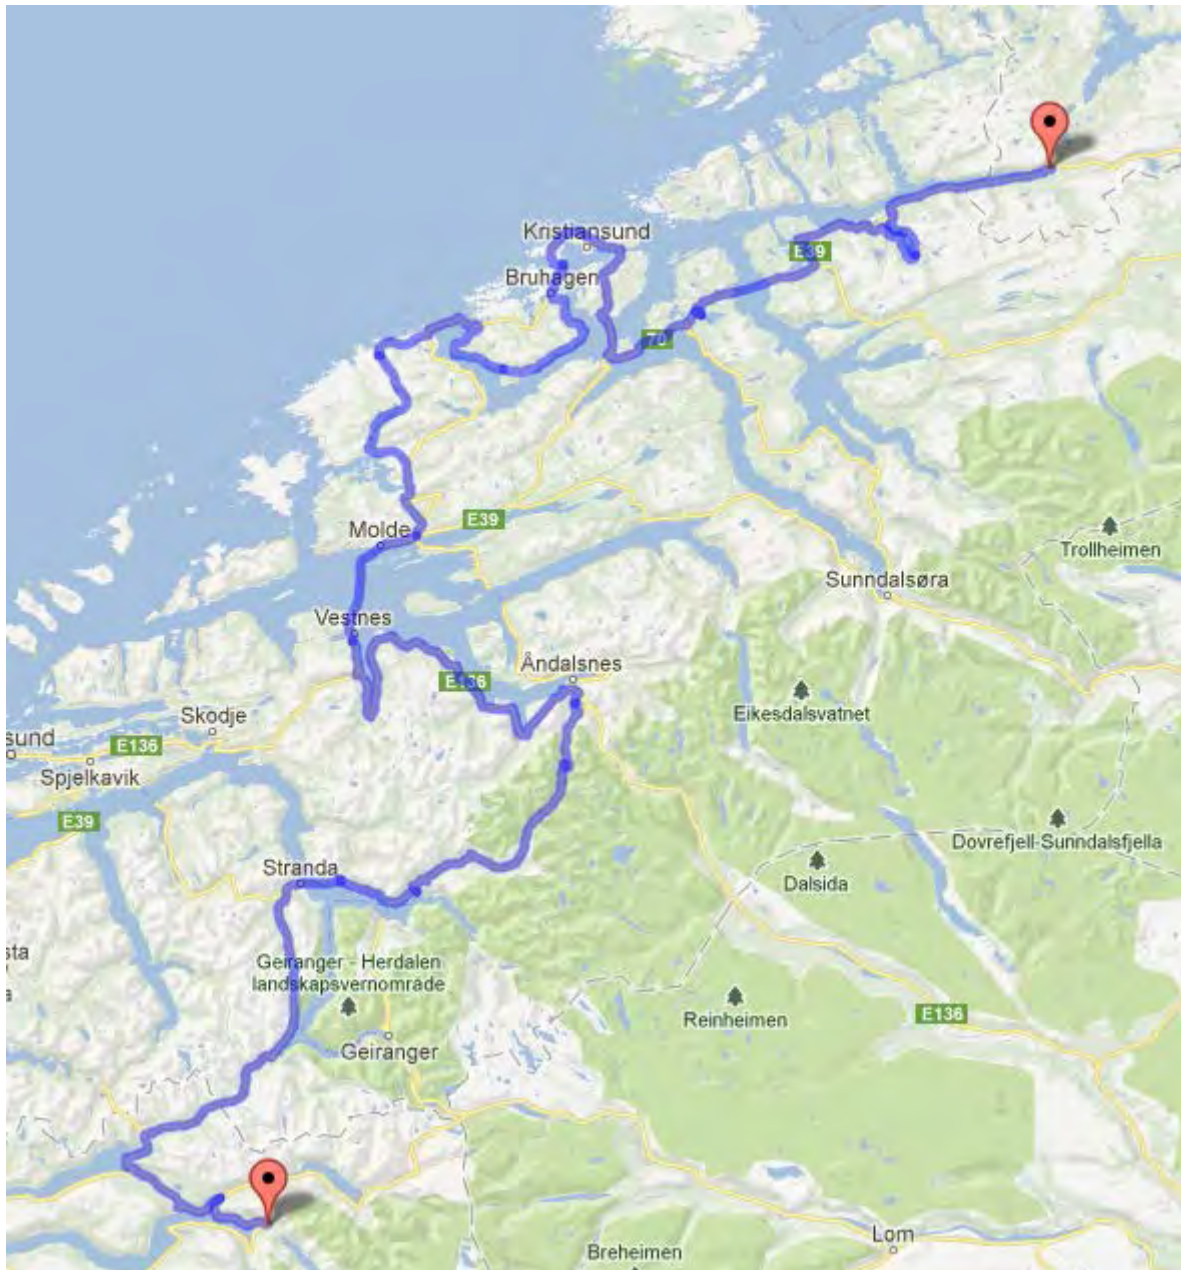 Kristiansund
E39
Bruhagen
70
E39
Molde
Trollheimen
Sunndalsøra
Vestnes
Åndalsnes
E136
Eikesdalsvatnet
Skodje
sund
E136
Spjelkavik
E39
Dovrefjell-Sunndalsfjella
Stranda
Dalsida
sta
Geiranger - Herdalen
landskapsvernområde
a
Reinheimen
E136
Geiranger
Lom
Breheimen